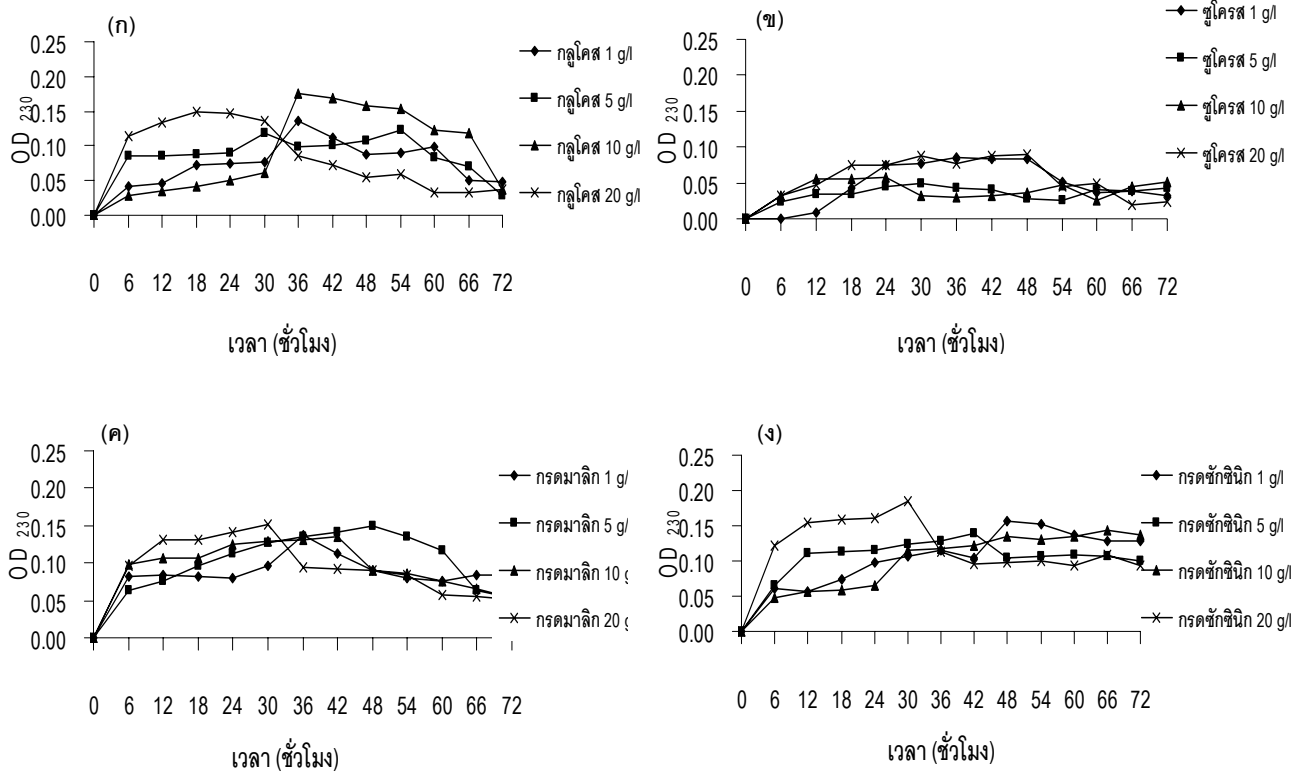 (ก)
0.25
0.20
0.15
0.10
0.05
0.00
OD 230
0 6 12 18 24 30 36 42 48 54 60 66 72
เวลา (ชั่วโมง)
กลูโคส 1 g/l
กลูโคส 5 g/l
กลูโคส 10 g/l
กลูโคส 20 g/l
(ข)
0.25
0.20
0.15
0.10
0.05
0.00
OD 230
0 6 12 18 24 30 36 42 48 54 60 66 72
เวลา (ชั่วโมง)
ซูโครส 1 g/l
ซูโครส 5 g/l
ซูโครส 10 g/l
ซูโครส 20 g/l
(ค)
0.25
0.20
0.15
0.10
0.05
0.00
OD 230
0 6 12 18 24 30 36 42 48 54 60 66 72
เวลา (ชั่วโมง)
กรดมาลิก 1 g/
กรดมาลิก 5 g/
กรดมาลิก 10 g
กรดมาลิก 20 g
(ง)
0.25
0.20
0.15
0.10
0.05
0.00
OD 230
0 6 12 18 24 30 36 42 48 54 60 66 72
เวลา (ชั่วโมง)
กรดซักซินิก 1 g/l
กรดซักซินิก 5 g/l
กรดซักซินิก 10 g/l
กรดซักซินิก 20 g/l